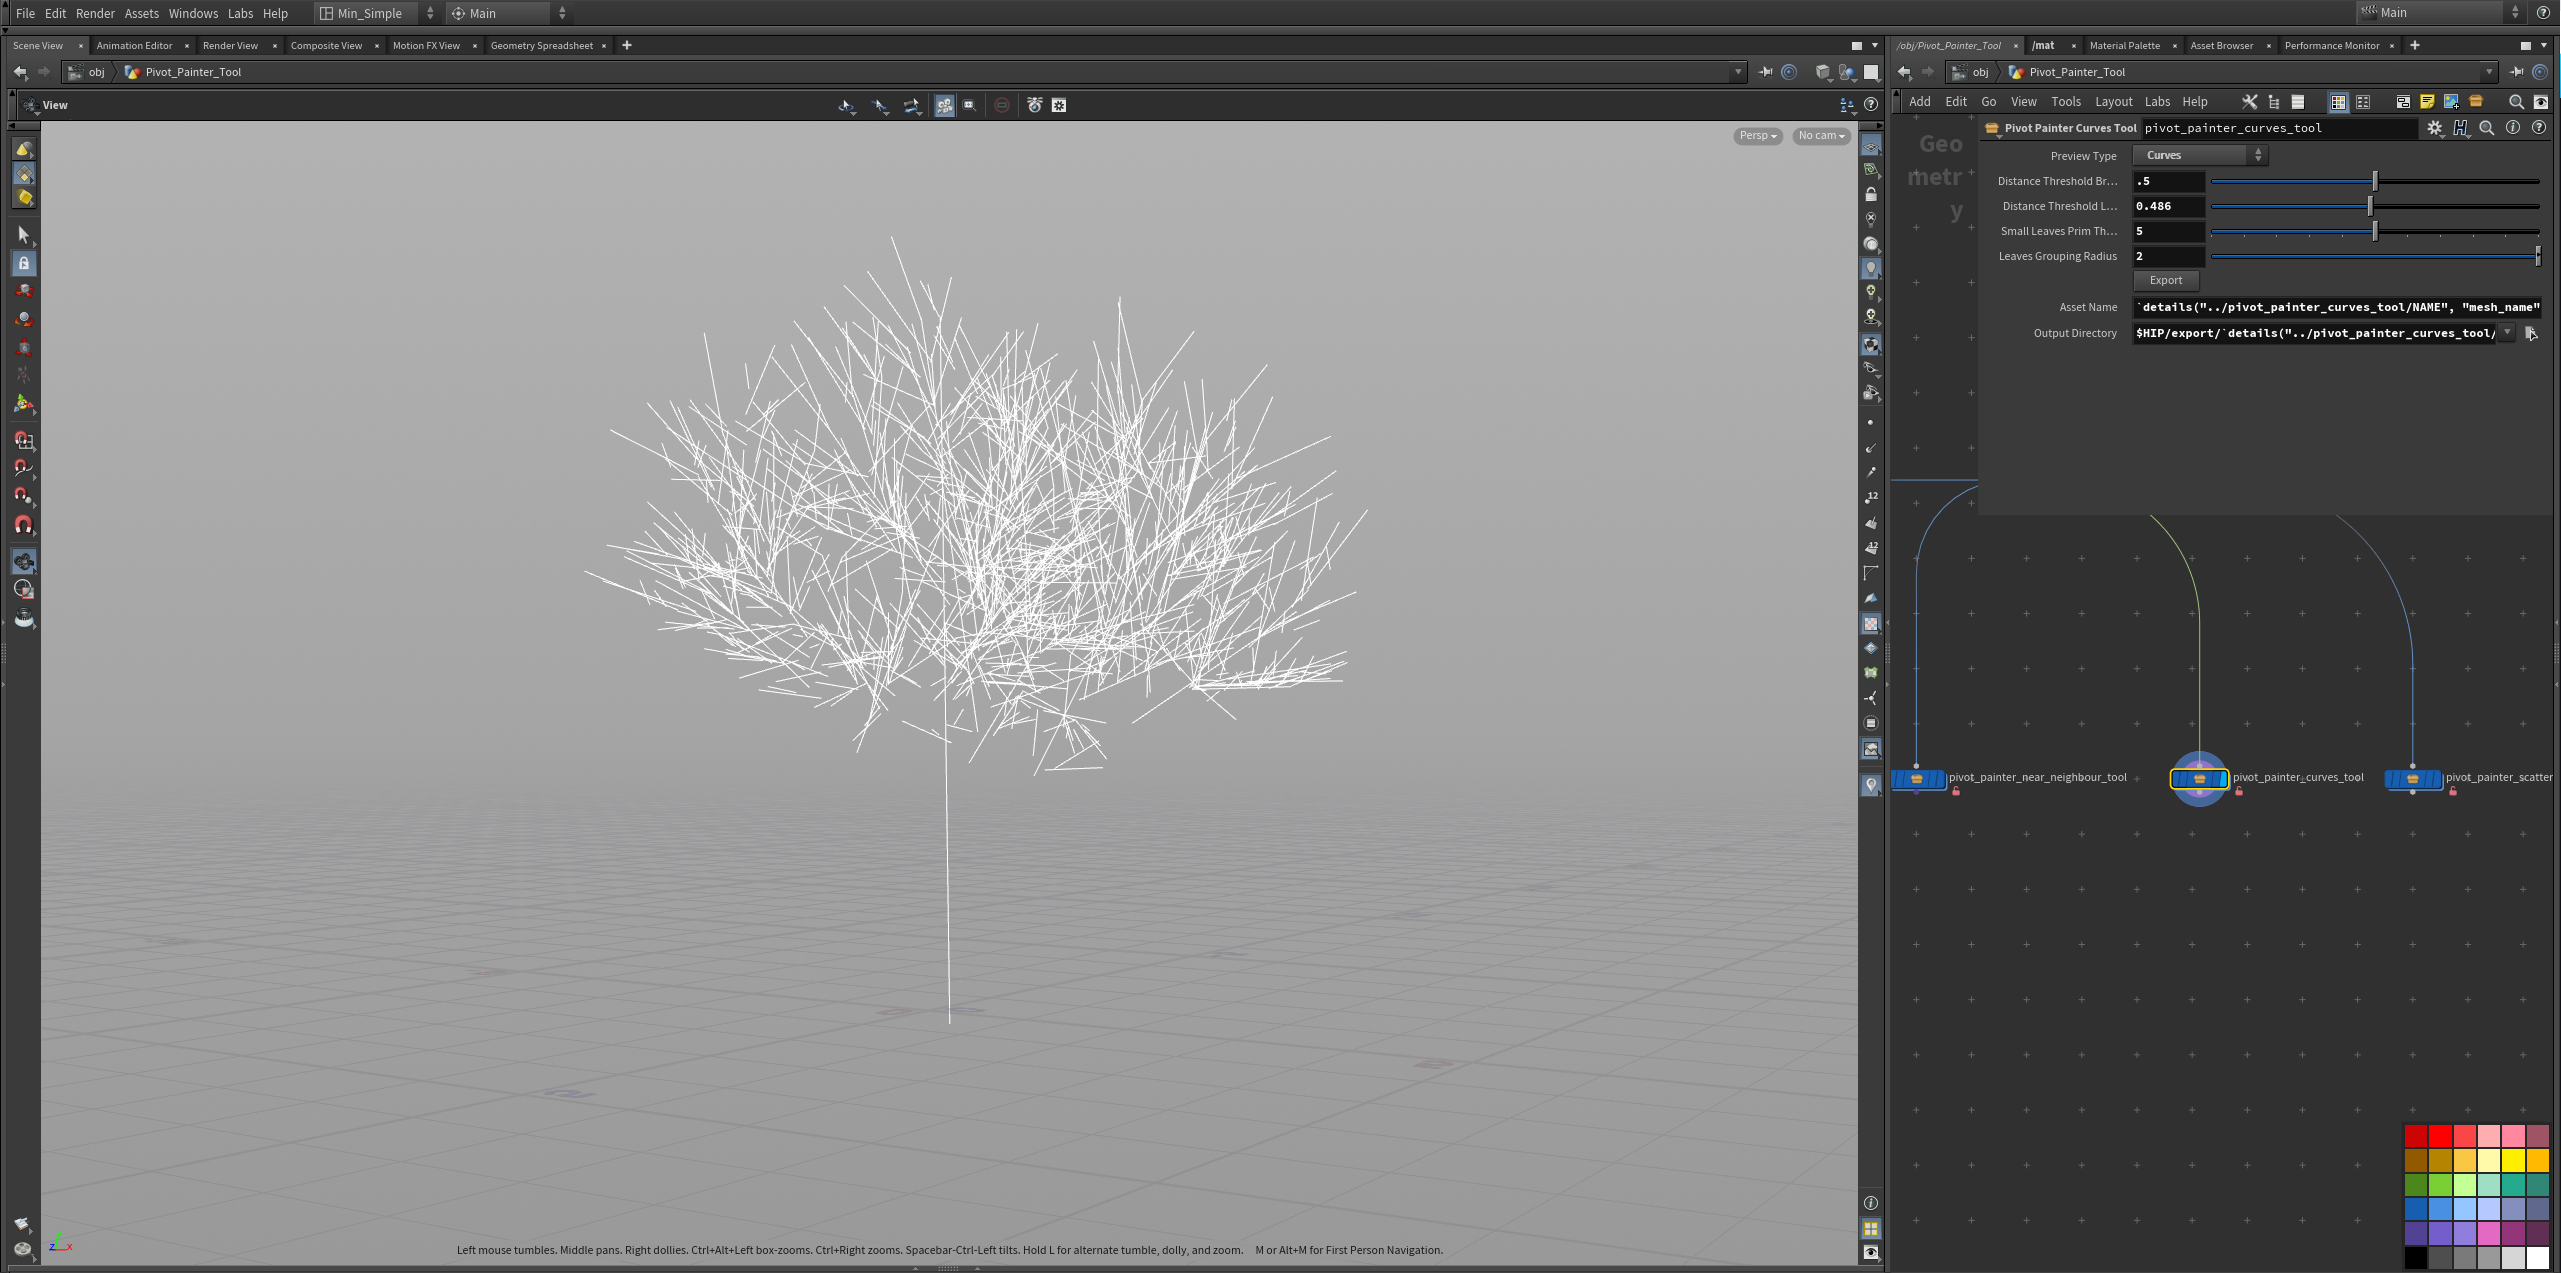 File Edit Render Assets Windows Labs Help Min_Simple Main Main
Scene View Animation Editor Render View Composite View Motion FX View Geometry Spreadsheet
obj Pivot_Painter_Tool
View
Persp No cam
12
12
Left mouse tumbles. Middle pans. Right dollies. Ctrl+Alt+Left box-zooms. Ctrl+Right zooms. Spacebar-Ctrl-Left tilts. Hold L for alternate tumble, dolly, and zoom. M or Alt+M for First Person Navigation.
z x
/obj/Pivot_Painter_Tool /mat Material Palette Asset Browser Performance Monitor
obj Pivot_Painter_Tool
Add Edit Go View Tools Layout Labs Help
Geo
metr
y
Pivot Painter Curves Tool pivot_painter_curves_tool
Preview Type Curves
Distance Threshold Br... .5
Distance Threshold L... 0.486
Small Leaves Prim Th... 5
Leaves Grouping Radius 2
Export
Asset Name `details("../pivot_painter_curves_tool/NAME", "mesh_name"
Output Directory $HIP/export/`details("../pivot_painter_curves_tool/
pivot_painter_near_neighbour_tool pivot_painter_curves_tool pivot_painter_scatter